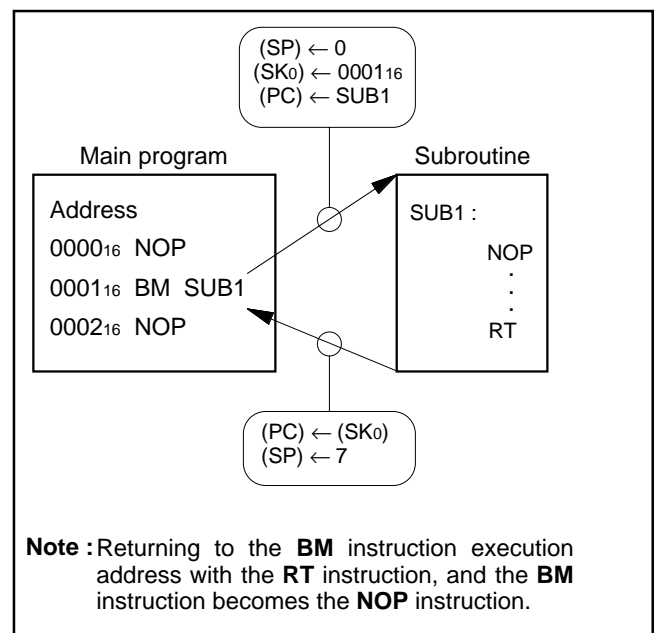 (SP) ← 0
(SK0) ← 000116
(PC) ← SUB1
Main program
Subroutine
Address
000016 NOP
000116 BM SUB1
000216 NOP
SUB1 :
NOP
.
.
.
RT
(PC) ← (SK0)
(SP) ← 7
Note : Returning to the BM instruction execution
address with the RT instruction, and the BM
instruction becomes the NOP instruction.